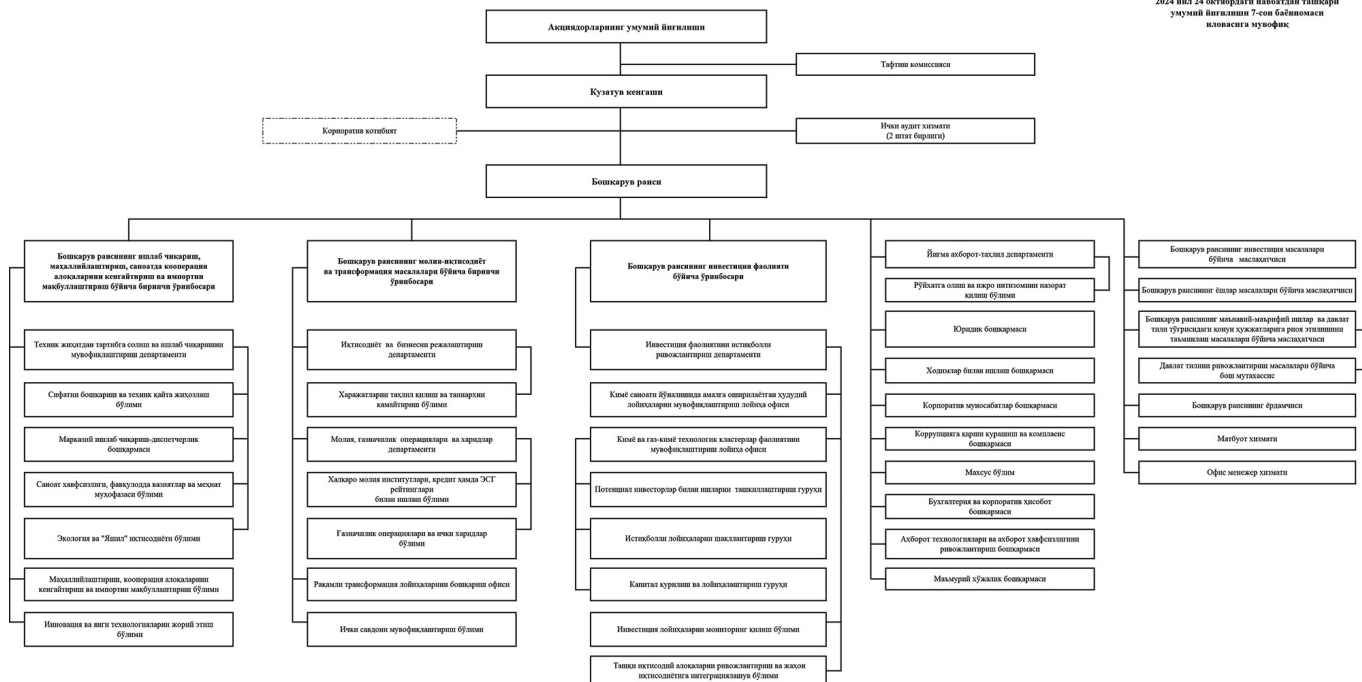 2024 йил 24 октябрдаги навбатдан ташқари
умумий йиғилиши 7-сон баённомаси
иловасига мувофиқ
Акциядорларнинг умумий йиғилиши
Тафтиш комиссияси
Кузатув кенгаши
Корпоратив котибият
Ички аудит хизмати
(2 штат бирлиги)
Бошқарув раиси
Бошқарув раисининг ишлаб чиқариш,
маҳаллийлаштириш, саноатда кооперация
алоқаларини кенгайтириш ва импортни
мақбуллаштириш бўйича биринчи ўринбосари
Техник жиҳатдан тартибга солиш ва ишлаб чиқаришни
мувофиқлаштириш департаменти
Сифатни бошқариш ва техник қайта жиҳозлаш
бўлими
Марказий ишлаб чиқариш-диспетчерлик
бошқармаси
Саноат хавфсизлиги, фавқулодда вазиятлар ва меҳнат
муҳофазаси бўлими
Экология ва "Яшил" иқтисодиёти бўлими
Маҳаллийлаштириш, кооперация алоқаларини
кенгайтириш ва импортни мақбуллаштириш бўлими
Инновация ва янги технологияларни жорий этиш
бўлими
Бошқарув раисининг молия-иқтисодиёт
ва трансформация масалалари бўйича биринчи
ўринбосари
Иқтисодиёт ва бизнесни режалаштириш
департаменти
Харажатларни таҳлил қилиш ва таннархни
камайтириш бўлими
Молия, ғазначилик операциялари ва харидлар
департаменти
Халқаро молия институтлари, кредит ҳамда ЭСГ
рейтинглари
билан ишлаш бўлими
Ғазначилик операциялари ва ички харидлар
бўлими
Рақамли трансформация лойиҳаларини бошқариш офиси
Ички савдони мувофиқлаштириш бўлими
Бошқарув раисининг инвестиция фаолияти
бўйича ўринбосари
Инвестиция фаолиятини истиқболли
ривожлантириш департаменти
Кимё саноати йўналишида амалга оширилаётган ҳудудий
лойиҳаларни мувофиқлаштириш лойиҳа офиси
Кимё ва газ-кимё технологик кластерлар фаолиятини
мувофиқлаштириш лойиҳа офиси
Потенциал инвесторлар билан ишларни ташкиллаштириш гуруҳи
Истиқболли лойиҳаларни шакллантириш гуруҳи
Капитал қурилиш ва лойиҳалаштириш гуруҳи
Инвестиция лойиҳаларни мониторинг қилиш бўлими
Ташқи иқтисодий алоқаларни ривожлантириш ва жаҳон
иқтисодиётига интеграциялашув бўлими
Йиғма ахборот-таҳлил департаменти
Рўйхатга олиш ва ижро интизомини назорат
қилиш бўлими
Юридик бошқармаси
Ходимлар билан ишлаш бошқармаси
Корпоратив муносабатлар бошқармаси
Коррупцияга қарши курашиш ва комплаенс
бошқармаси
Махсус бўлим
Бухгалтерия ва корпоратив ҳисобот
бошқармаси
Ахборот технологиялари ва ахборот хавфсизлигини
ривожлантириш бошқармаси
Маъмурий хўжалик бошқармаси
Бошқарув раисининг инвестиция масалалари
бўйича маслаҳатчиси
Бошқарув раисининг ёшлар масалалари бўйича маслаҳатчиси
Бошқарув раисининг маънавий-маърифий ишлар ва давлат
тили тўғрисидаги қонун ҳужжатларига риоя этилишини
таъминлаш масалалари бўйича маслаҳатчиси
Давлат тилини ривожлантириш масалалари бўйича
бош мутахассис
Бошқарув раисининг ёрдамчиси
Матбуот хизмати
Офис менежер хизмати